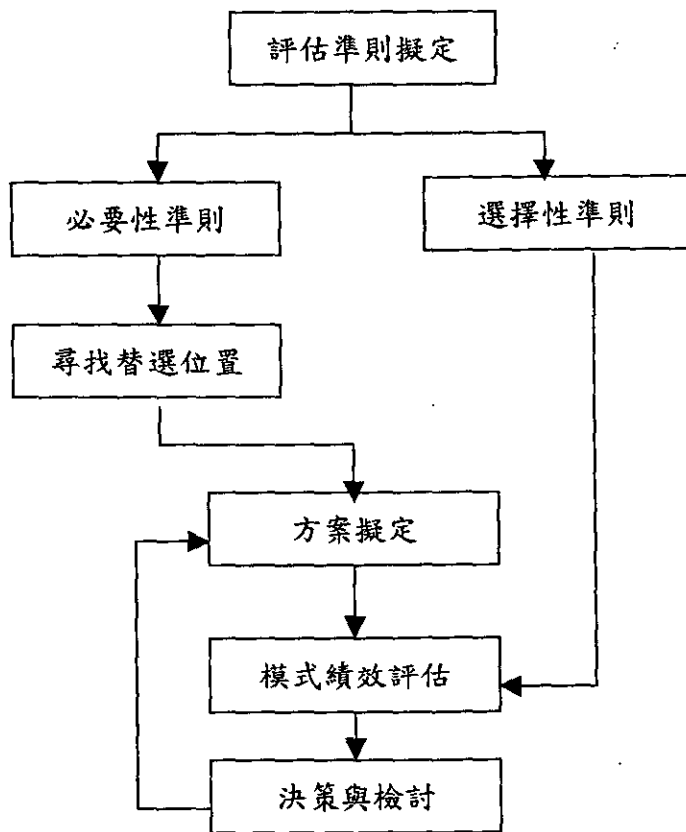 評估準則擬定
必要性準則
選擇性準則
尋找替選位置
方案擬定
模式績效評估
決策與檢討